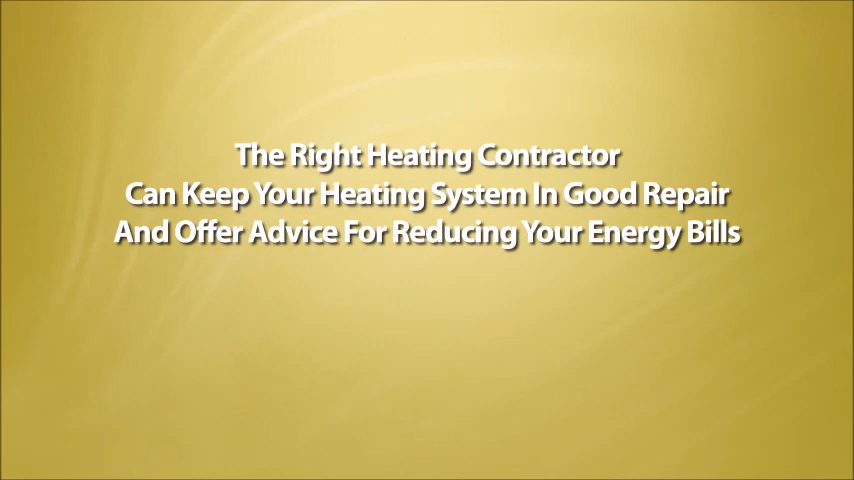 The Right Heating Contractor
Can Keep Your Heating System In Good Repair
And Offer Advice For Reducing Your Energy Bills